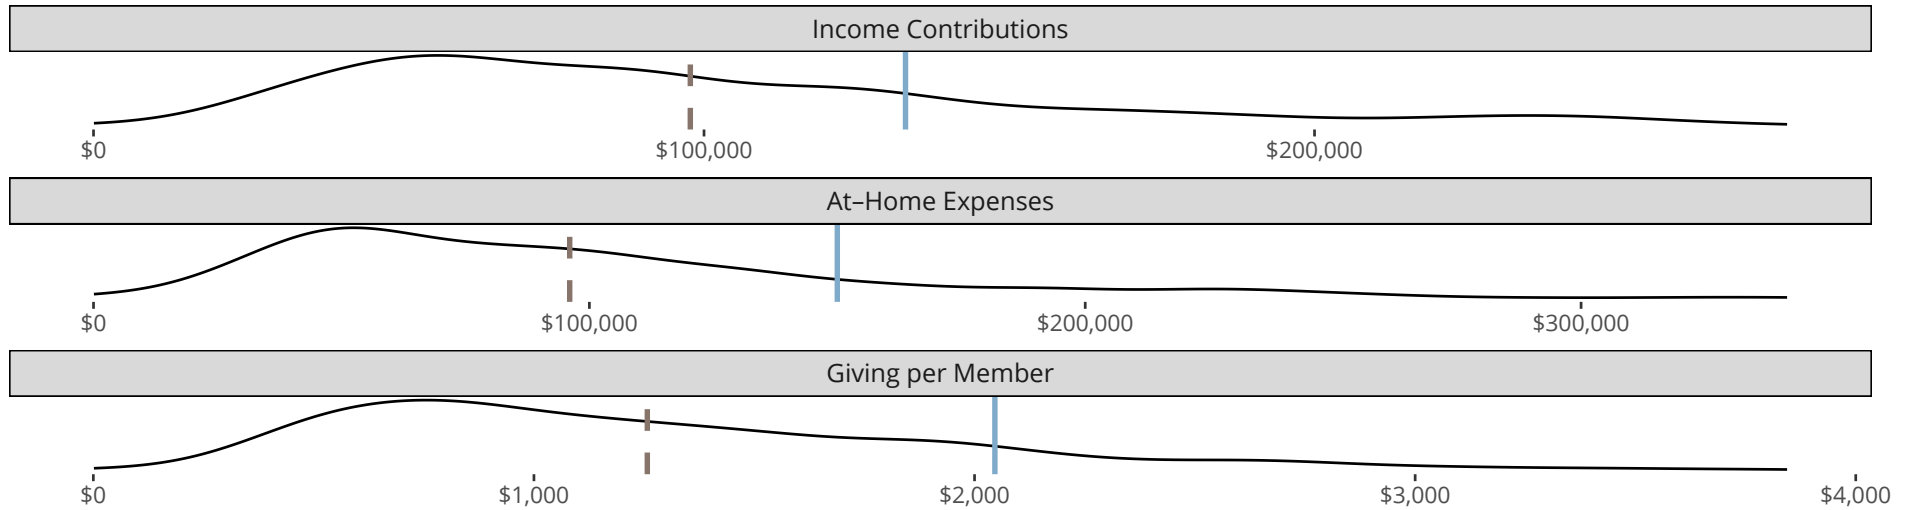 Income Contributions
$0 $100,000 $200,000
At–Home Expenses
$0 $100,000 $200,000 $300,000
Giving per Member
$0 $1,000 $2,000 $3,000 $4,000